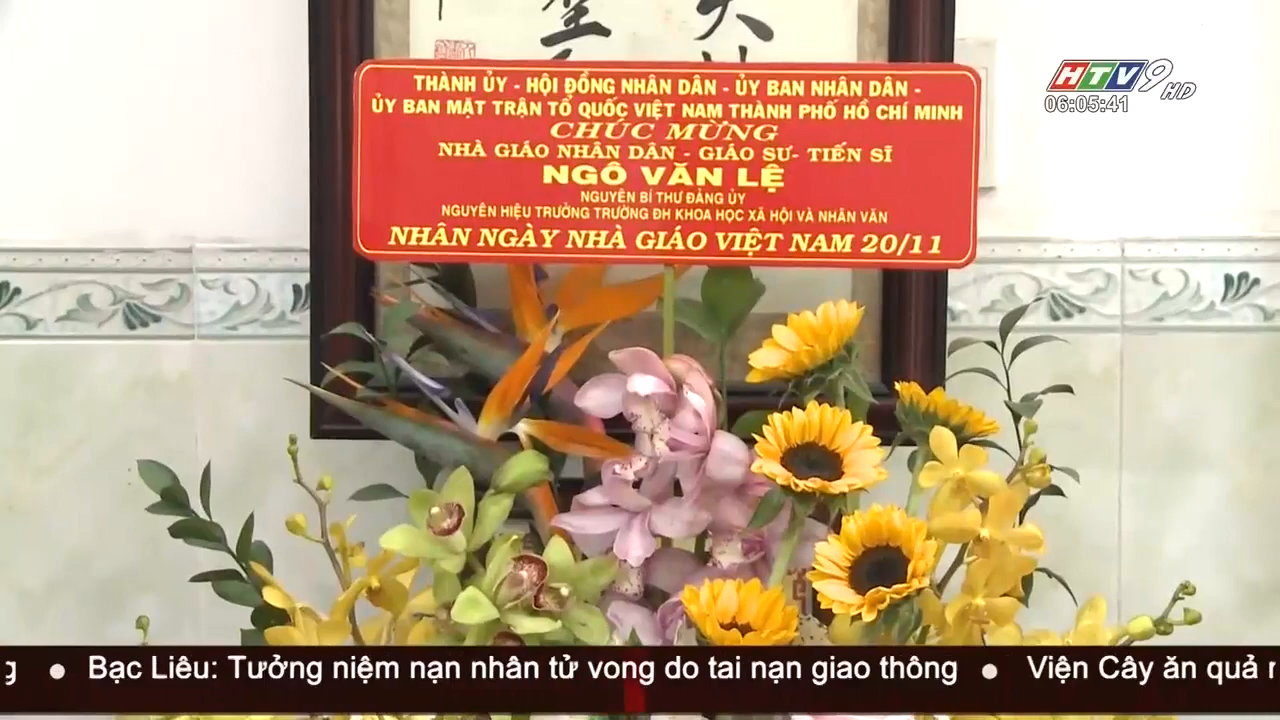 HTV9 HD
06:05:41
THÀNH ỦY - HỘI ĐỒNG NHÂN DÂN - ỦY BAN NHÂN DÂN -
ỦY BAN MẶT TRẬN TỔ QUỐC VIỆT NAM THÀNH PHỐ HỒ CHÍ MINH
CHÚC MỪNG
NHÀ GIÁO NHÂN DÂN - GIÁO SƯ- TIẾN SĨ
NGÔ VĂN LỆ
NGUYÊN BÍ THƯ ĐẢNG ỦY
NGUYÊN HIỆU TRƯỞNG TRƯỜNG ĐH KHOA HỌC XÃ HỘI VÀ NHÂN VĂN
NHÂN NGÀY NHÀ GIÁO VIỆT NAM 20/11
g ● Bạc Liêu: Tưởng niệm nạn nhân tử vong do tai nạn giao thông ● Viện Cây ăn quả